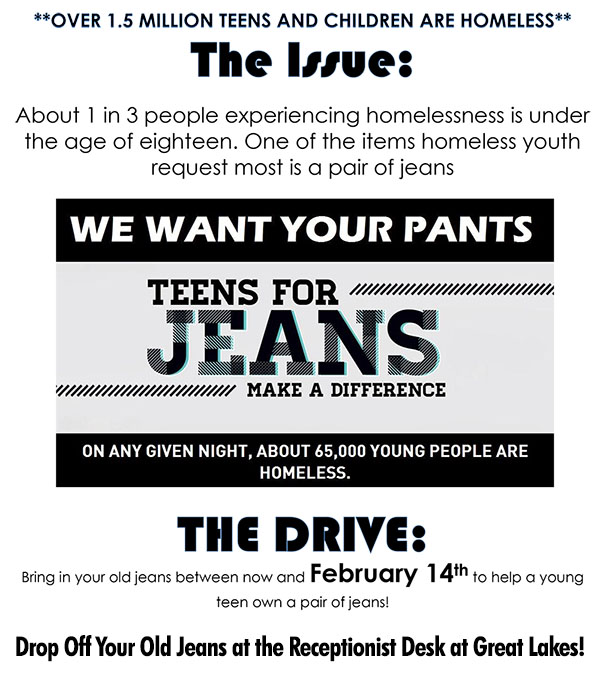 **OVER 1.5 MILLION TEENS AND CHILDREN ARE HOMELESS**
The Issue:
About 1 in 3 people experiencing homelessness is under
the age of eighteen. One of the items homeless youth
request most is a pair of jeans
WE WANT YOUR PANTS
TEENS FOR
JEANS
MAKE A DIFFERENCE
ON ANY GIVEN NIGHT, ABOUT 65,000 YOUNG PEOPLE ARE
HOMELESS.
THE DRIVE:
Bring in your old jeans between now and February 14th to help a young
teen own a pair of jeans!
Drop Off Your Old Jeans at the Receptionist Desk at Great Lakes!